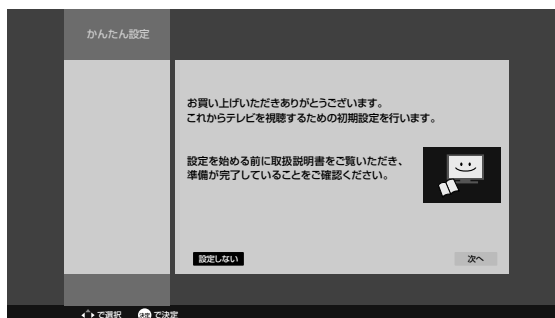 かんたん設定
お買い上げいただきありがとうございます。
これからテレビを視聴するための初期設定を行います。
設定を始める前に取扱説明書をご覧いただき、
準備が完了していることをご確認ください。
設定しない
次へ
で選択 決定 で決定